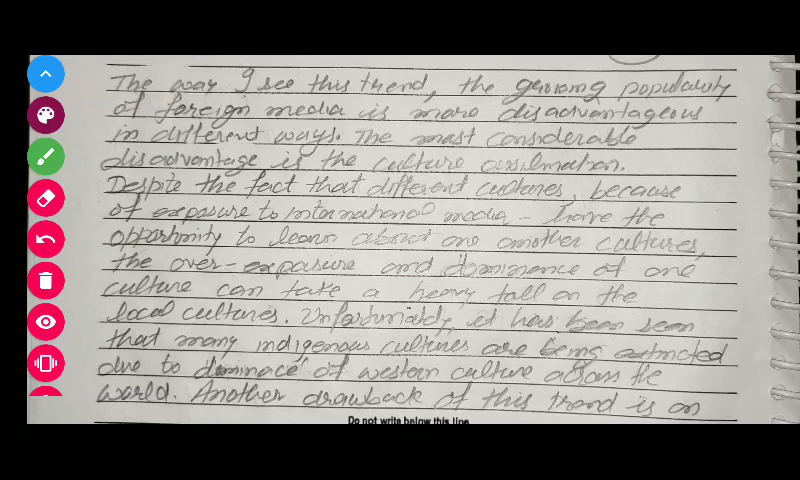 The way I see this trend, the growing popularity
of foreign media is more disadvantageous
in different ways. The most considerable
disadvantage is the culture assilmation.
Despite the fact that different cultures, because
of exposure to international media - have the
opportunity to learn about one another cultures,
the over-exposure and dominance of one
culture can take a heavy toll on the
local cultures. Unfortunately, it has been seen
that many indigenous cultures are being extincted
due to dominace of western culture across the
world. Another drawback of this trend is on
Do not write below this line